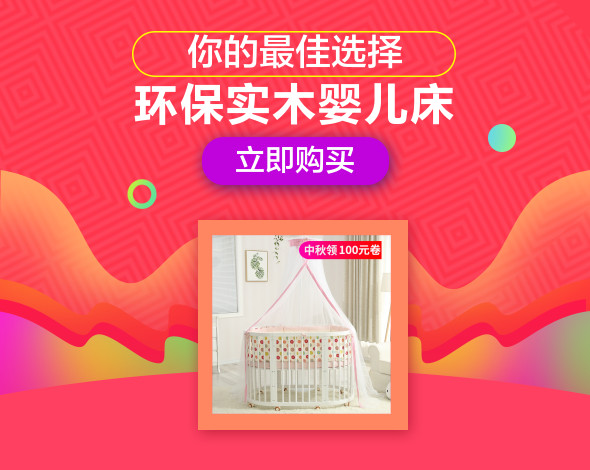 你的最佳选择
环保实木婴儿床
立即购买
中秋领100元卷